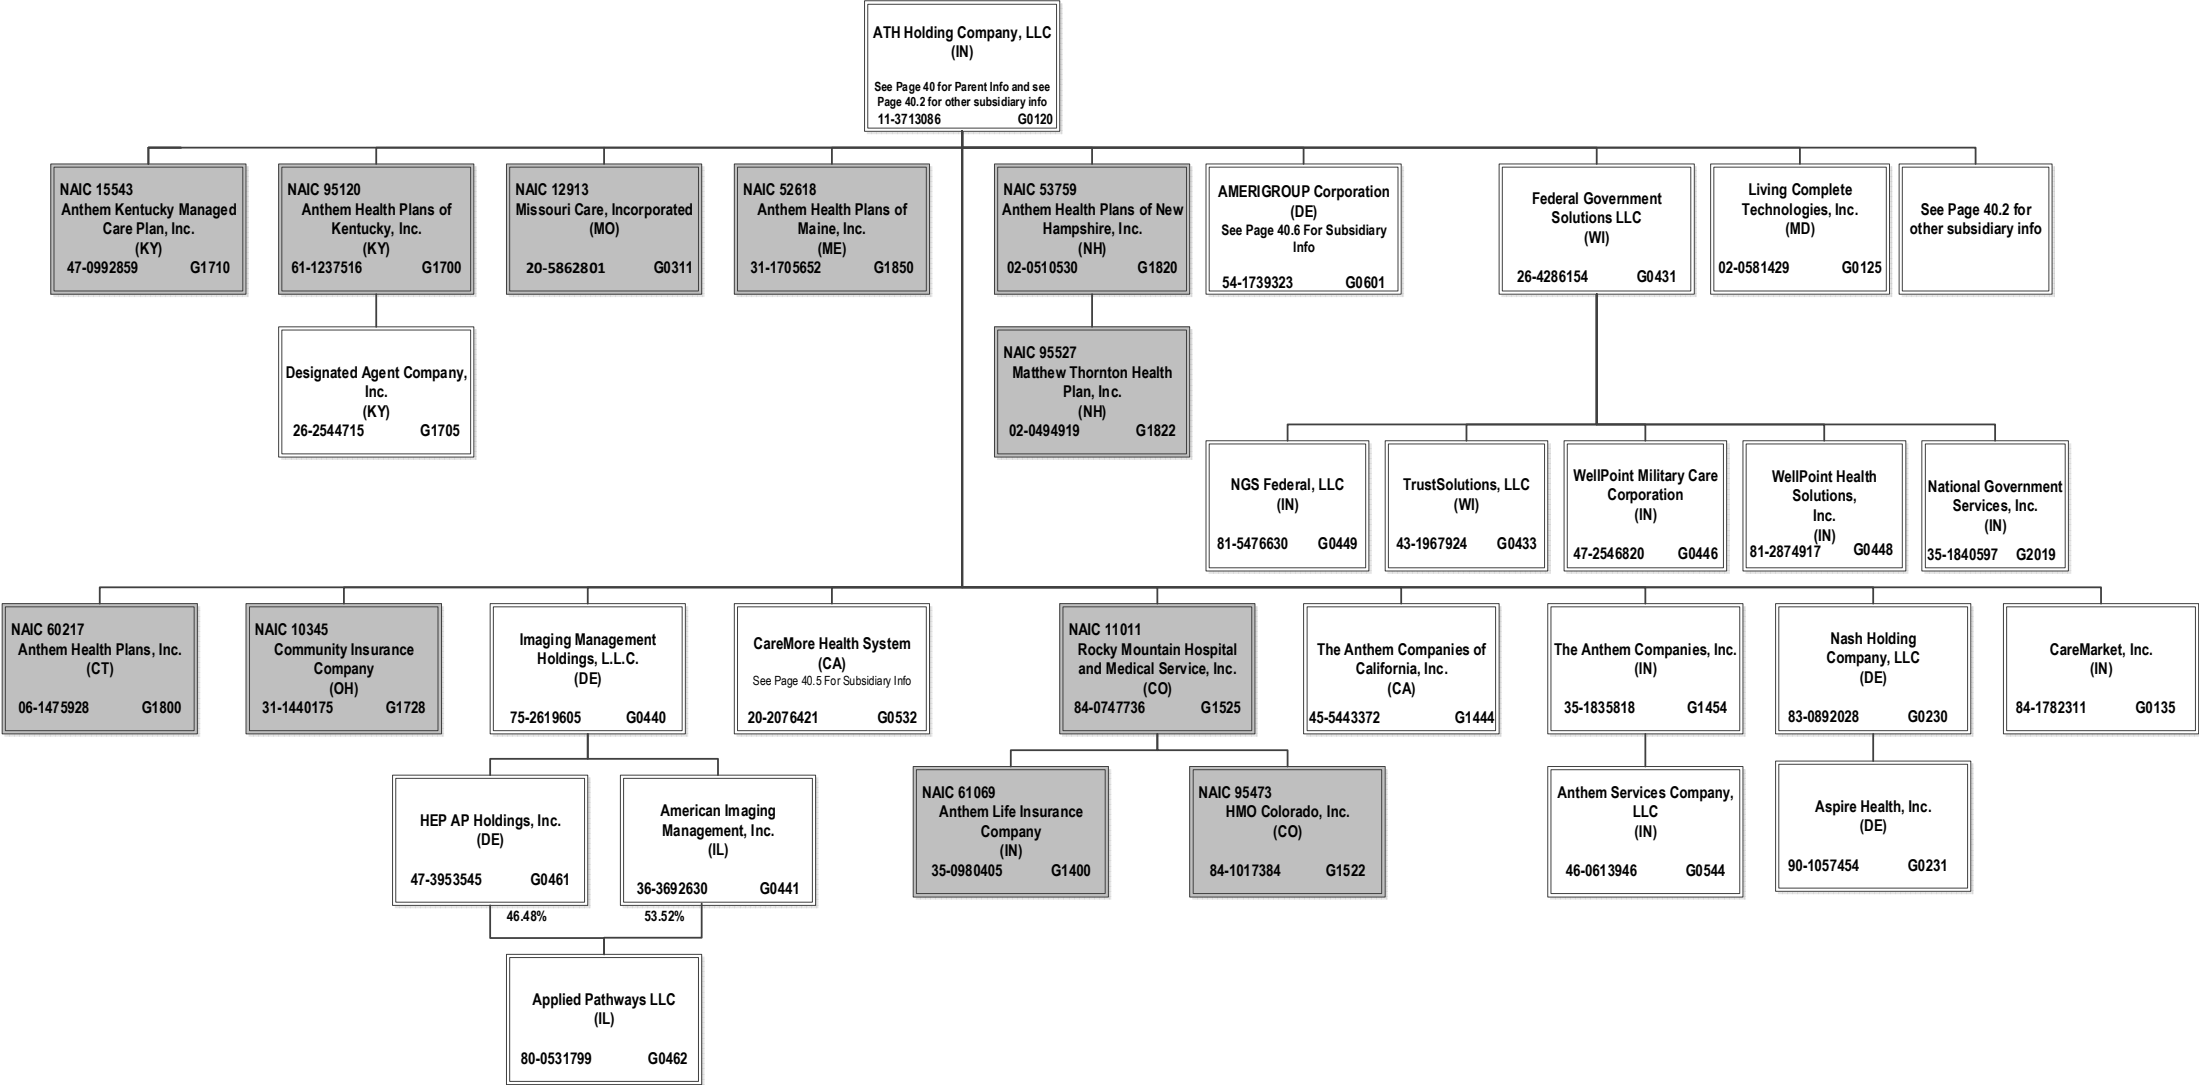 ATH Holding Company, LLC
(IN)
See Page 40 for Parent Info and see
Page 40.2 for other subsidiary info
11-3713086 G0120
NAIC 15543
Anthem Kentucky Managed
Care Plan, Inc.
(KY)
47-0992859 G1710
NAIC 95120
Anthem Health Plans of
Kentucky, Inc.
(KY)
61-1237516 G1700
NAIC 12913
Missouri Care, Incorporated
(MO)
20-5862801 G0311
NAIC 52618
Anthem Health Plans of
Maine, Inc.
(ME)
31-1705652 G1850
NAIC 53759
Anthem Health Plans of New
Hampshire, Inc.
(NH)
02-0510530 G1820
AMERIGROUP Corporation
(DE)
See Page 40.6 For Subsidiary
Info
54-1739323 G0601
Federal Government
Solutions LLC
(WI)
26-4286154 G0431
Living Complete
Technologies, Inc.
(MD)
02-0581429 G0125
See Page 40.2 for
other subsidiary info
Designated Agent Company,
Inc.
(KY)
26-2544715 G1705
NAIC 95527
Matthew Thornton Health
Plan, Inc.
(NH)
02-0494919 G1822
NGS Federal, LLC
(IN)
81-5476630 G0449
TrustSolutions, LLC
(WI)
43-1967924 G0433
WellPoint Military Care
Corporation
(IN)
47-2546820 G0446
WellPoint Health
Solutions,
Inc.
(IN)
81-2874917 G0448
National Government
Services, Inc.
(IN)
35-1840597 G2019
NAIC 60217
Anthem Health Plans, Inc.
(CT)
06-1475928 G1800
NAIC 10345
Community Insurance
Company
(OH)
31-1440175 G1728
Imaging Management
Holdings, L.L.C.
(DE)
75-2619605 G0440
CareMore Health System
(CA)
See Page 40.5 For Subsidiary Info
20-2076421 G0532
NAIC 11011
Rocky Mountain Hospital
and Medical Service, Inc.
(CO)
84-0747736 G1525
The Anthem Companies of
California, Inc.
(CA)
45-5443372 G1444
The Anthem Companies, Inc.
(IN)
35-1835818 G1454
Nash Holding
Company, LLC
(DE)
83-0892028 G0230
CareMarket, Inc.
(IN)
84-1782311 G0135
HEP AP Holdings, Inc.
(DE)
47-3953545 G0461
American Imaging
Management, Inc.
(IL)
36-3692630 G0441
NAIC 61069
Anthem Life Insurance
Company
(IN)
35-0980405 G1400
NAIC 95473
HMO Colorado, Inc.
(CO)
84-1017384 G1522
Anthem Services Company,
LLC
(IN)
46-0613946 G0544
Aspire Health, Inc.
(DE)
90-1057454 G0231
46.48% 53.52%
Applied Pathways LLC
(IL)
80-0531799 G0462